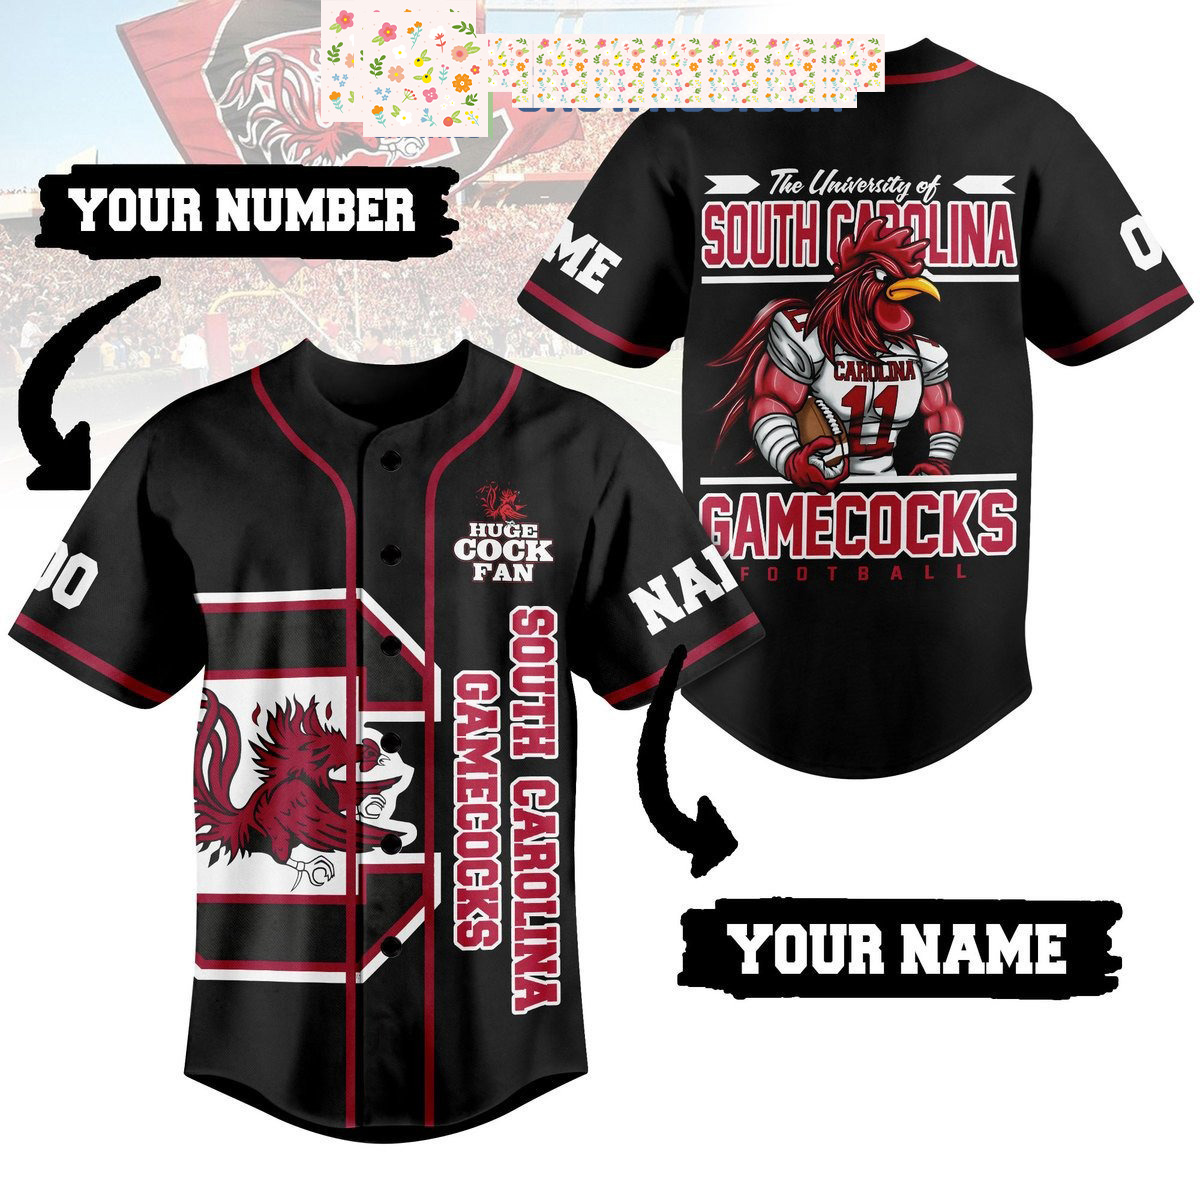 YOUR NUMBER
The University of
SOUTH CAROLINA
ME
0
CAROLINA
11
GAMECOCKS
FOOTBALL
HUGE
COCK
FAN
00
NAM
SOUTH CAROLINA
GAMECOCKS
YOUR NAME